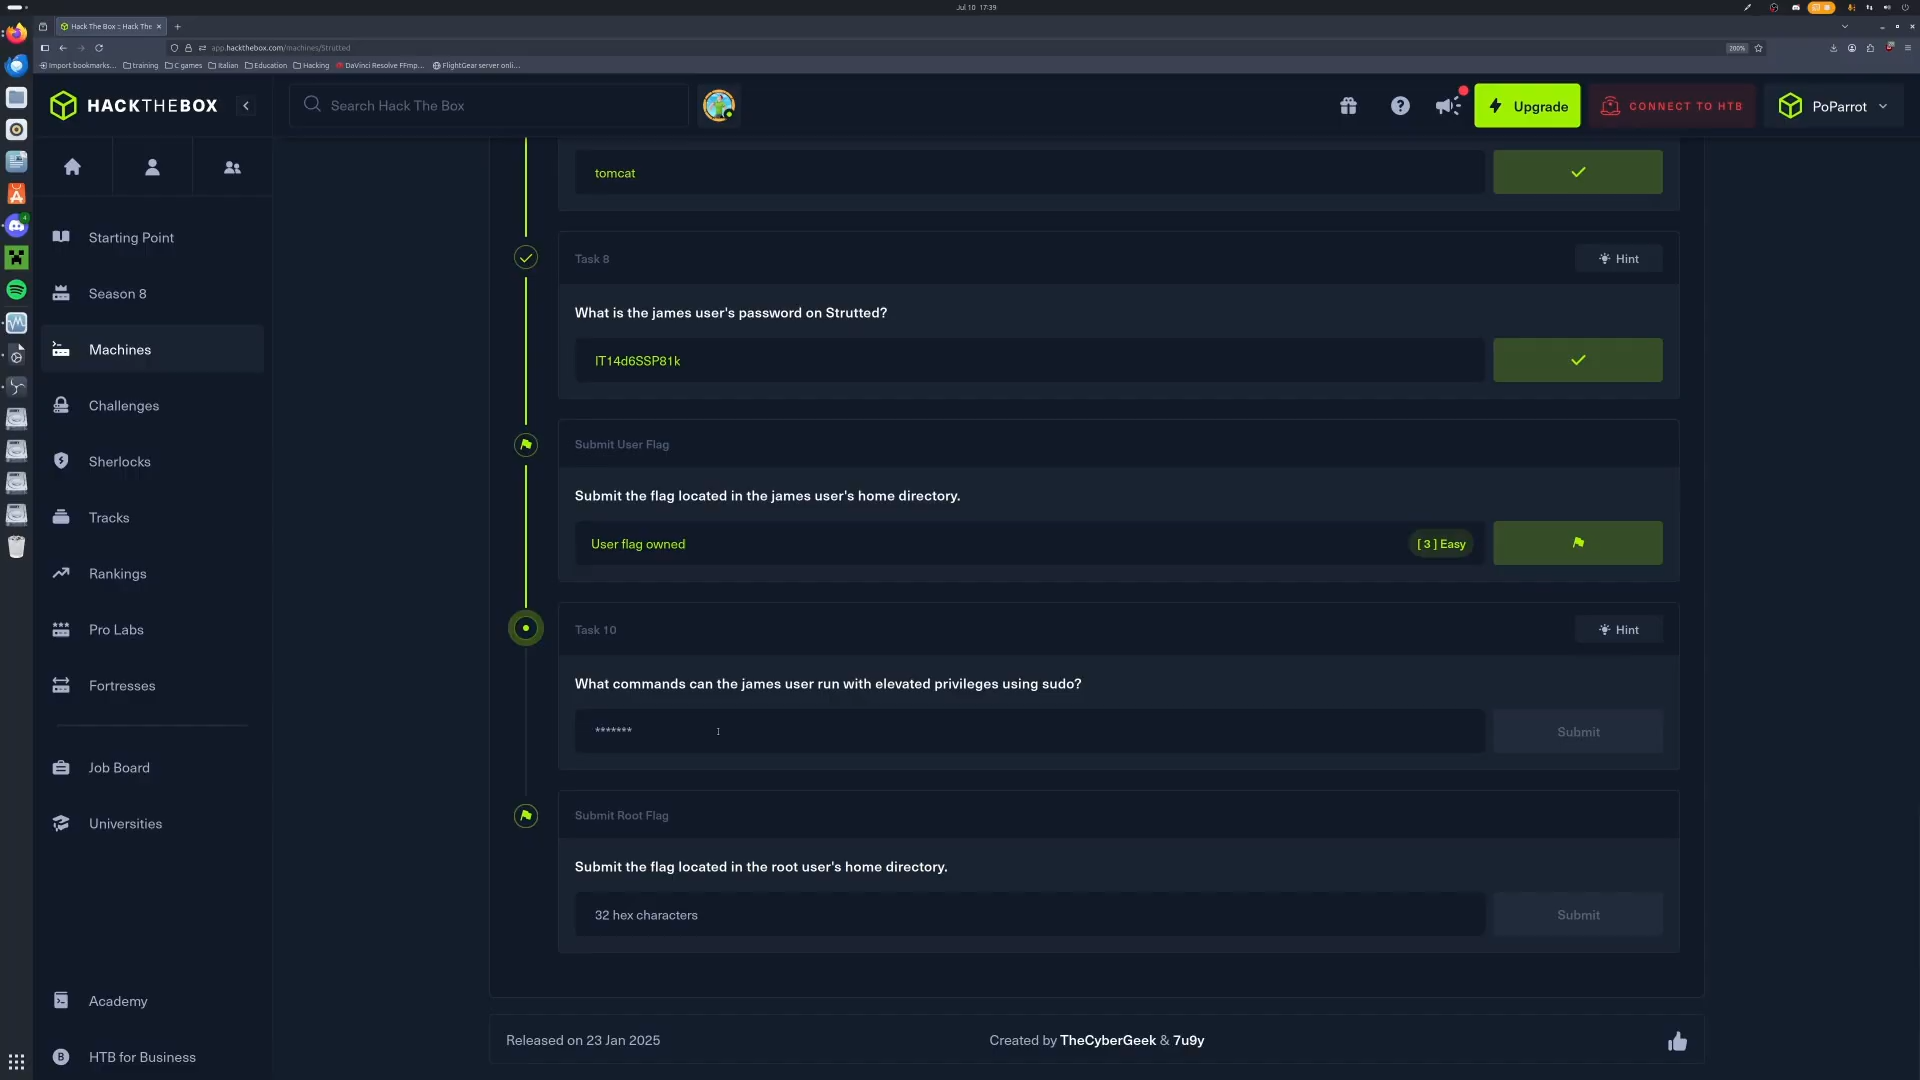 Jul 10 17:39
Hack The Box :: Hack The
app.hackthebox.com/machines/Strutted
200%
Import bookmarks...
training
C games
Italian
Education
Hacking
DaVinci Resolve FFmp...
FlightGear server onli...
HACKTHEBOX
Search Hack The Box
Upgrade
CONNECT TO HTB
PoParrot
Starting Point
Season 8
Machines
Challenges
Sherlocks
Tracks
Rankings
Pro Labs
Fortresses
Job Board
Universities
Academy
HTB for Business
tomcat
Task 8
Hint
What is the james user's password on Strutted?
IT14d6SSP81k
Submit User Flag
Submit the flag located in the james user's home directory.
User flag owned
[ 3 ] Easy
Task 10
Hint
What commands can the james user run with elevated privileges using sudo?
*******
Submit
Submit Root Flag
Submit the flag located in the root user's home directory.
32 hex characters
Submit
Released on 23 Jan 2025
Created by TheCyberGeek & 7u9y